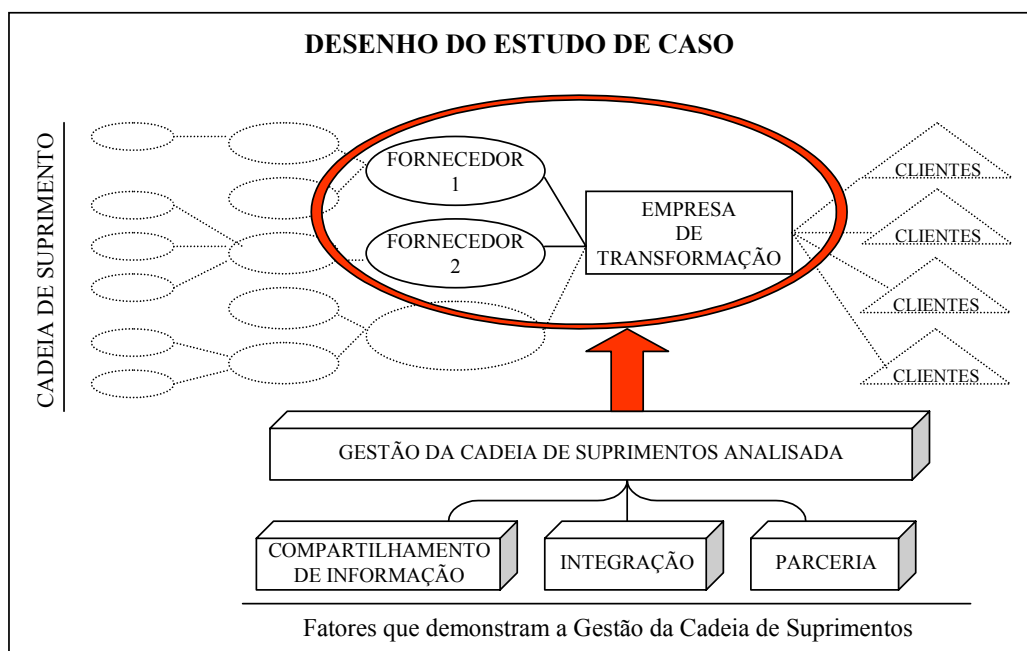 DESENHO DO ESTUDO DE CASO
CADEIA DE SUPRIMENTO
FORNECEDOR
1
FORNECEDOR
2
EMPRESA
DE
TRANSFORMAÇÃO
CLIENTES
CLIENTES
CLIENTES
CLIENTES
GESTÃO DA CADEIA DE SUPRIMENTOS ANALISADA
COMPARTILHAMENTO
DE INFORMAÇÃO
INTEGRAÇÃO
PARCERIA
Fatores que demonstram a Gestão da Cadeia de Suprimentos